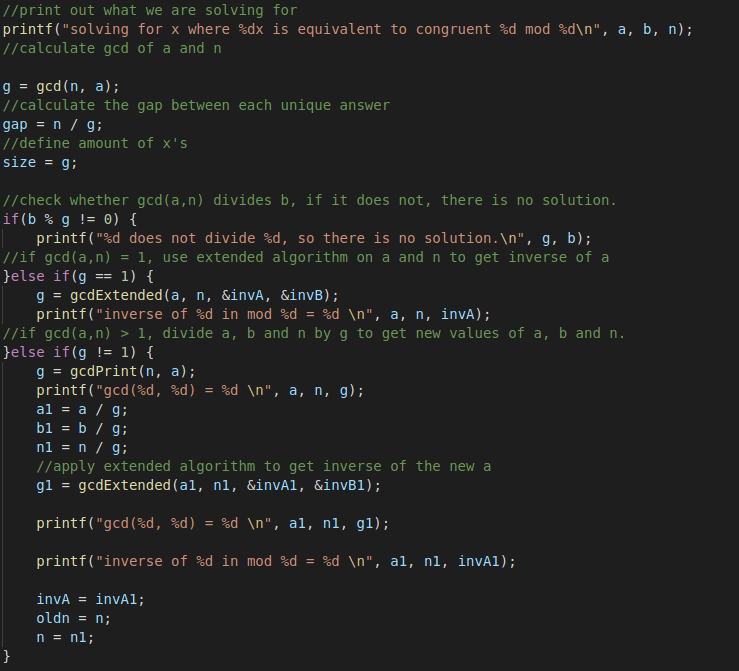 //print out what we are solving for
printf("solving for x where %dx is equivalent to congruent %d mod %d\n", a, b, n);
//calculate gcd of a and n
g = gcd(n, a);
//calculate the gap between each unique answer
gap = n / g;
//define amount of x's
size = g;
//check whether gcd(a,n) divides b, if it does not, there is no solution.
if(b % g != 0) {
printf("%d does not divide %d, so there is no solution.\n", g, b);
//if gcd(a,n) = 1, use extended algorithm on a and n to get inverse of a
}else if(g == 1) {
g = gcdExtended(a, n, &invA, &invB);
printf("inverse of %d in mod %d = %d \n", a, n, invA);
//if gcd(a,n) > 1, divide a, b and n by g to get new values of a, b and n.
}else if(g != 1) {
g = gcdPrint(n, a);
printf("gcd(%d, %d) = %d \n", a, n, g);
a1 = a / g;
b1 = b / g;
n1 = n / g;
//apply extended algorithm to get inverse of the new a
g1 = gcdExtended(a1, n1, &invA1, &invB1);
printf("gcd(%d, %d) = %d \n", a1, n1, g1);
printf("inverse of %d in mod %d = %d \n", a1, n1, invA1);
invA = invA1;
oldn = n;
n = n1;
}